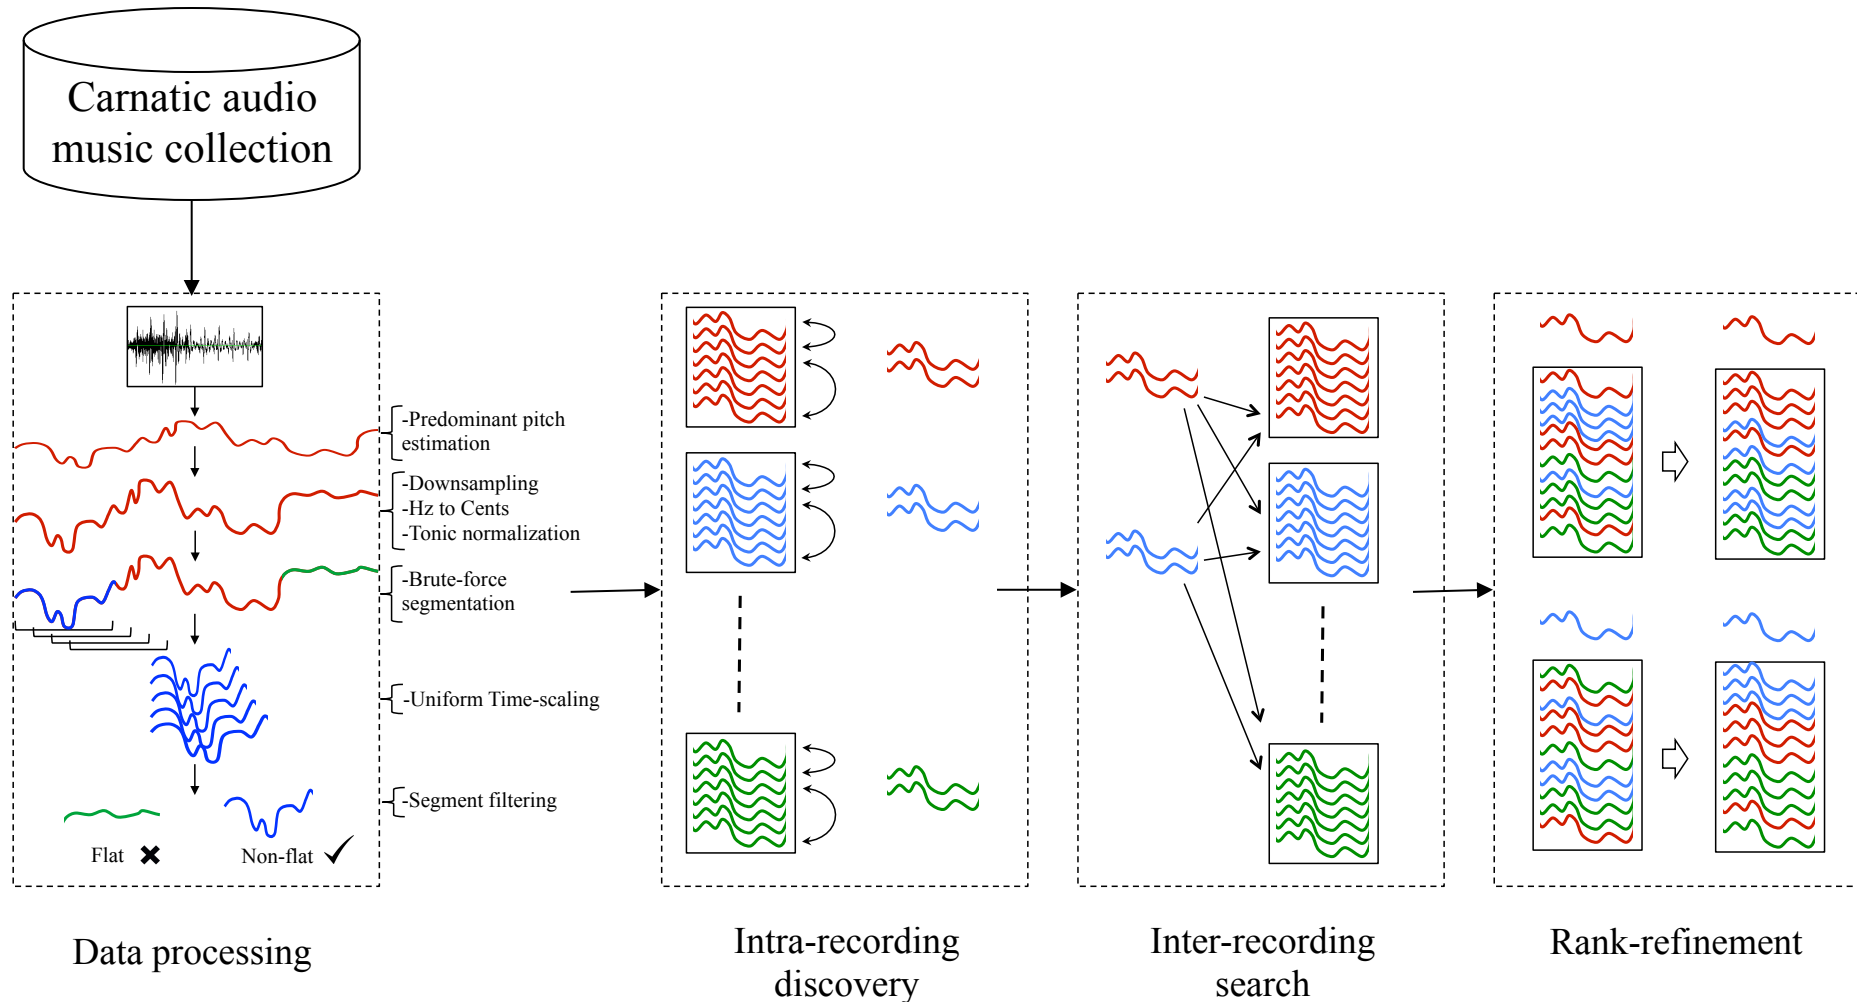 Carnatic audio
music collection
-Predominant pitch
estimation
-Downsampling
-Hz to Cents
-Tonic normalization
-Brute-force
segmentation
-Uniform Time-scaling
-Segment filtering
Flat
Non-flat
Data processing
Intra-recording
discovery
Inter-recording
search
Rank-refinement